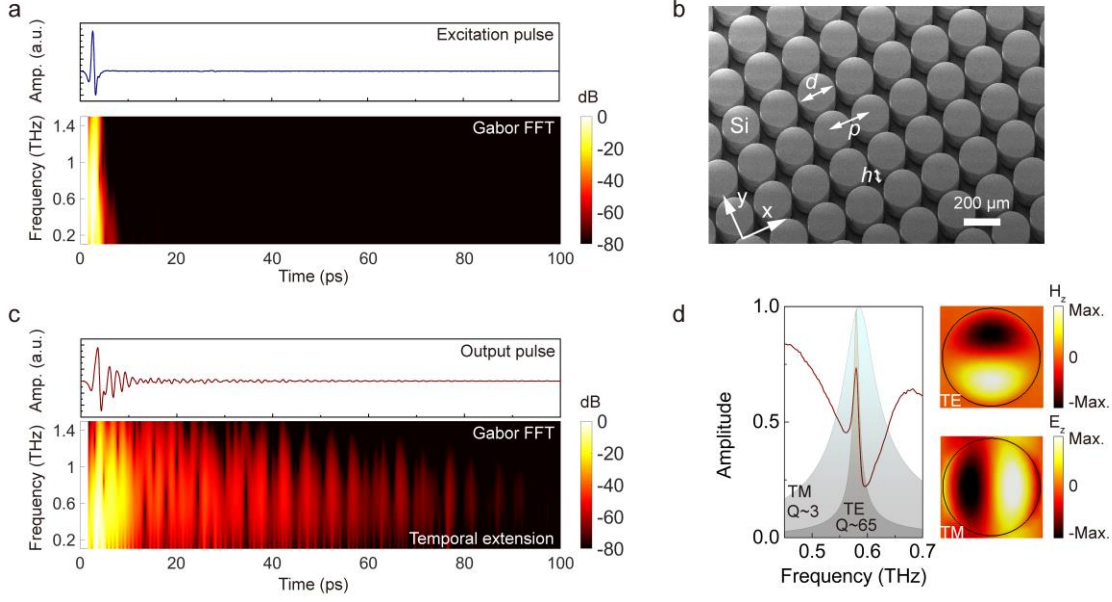 a
Amp. (a.u.)
Excitation pulse
Frequency (THz)
1.5
1
0.6
0.2
Gabor FFT
dB
0
-20
-40
-60
-80
0 20 40 60 80 100
Time (ps)
b
d
p
Si
h
y
x
200 µm
c
Amp. (a.u.)
Output pulse
Frequency (THz)
1.4
1
0.6
0.2
Gabor FFT
Temporal extension
dB
0
-20
-40
-60
-80
0 20 40 60 80 100
Time (ps)
d
Amplitude
1.0
0.5
0.0
TM
Q~3
TE
Q~65
0.5 0.6 0.7
Frequency (THz)
TE
Hz
Max.
0
-Max.
TM
Ez
Max.
0
-Max.